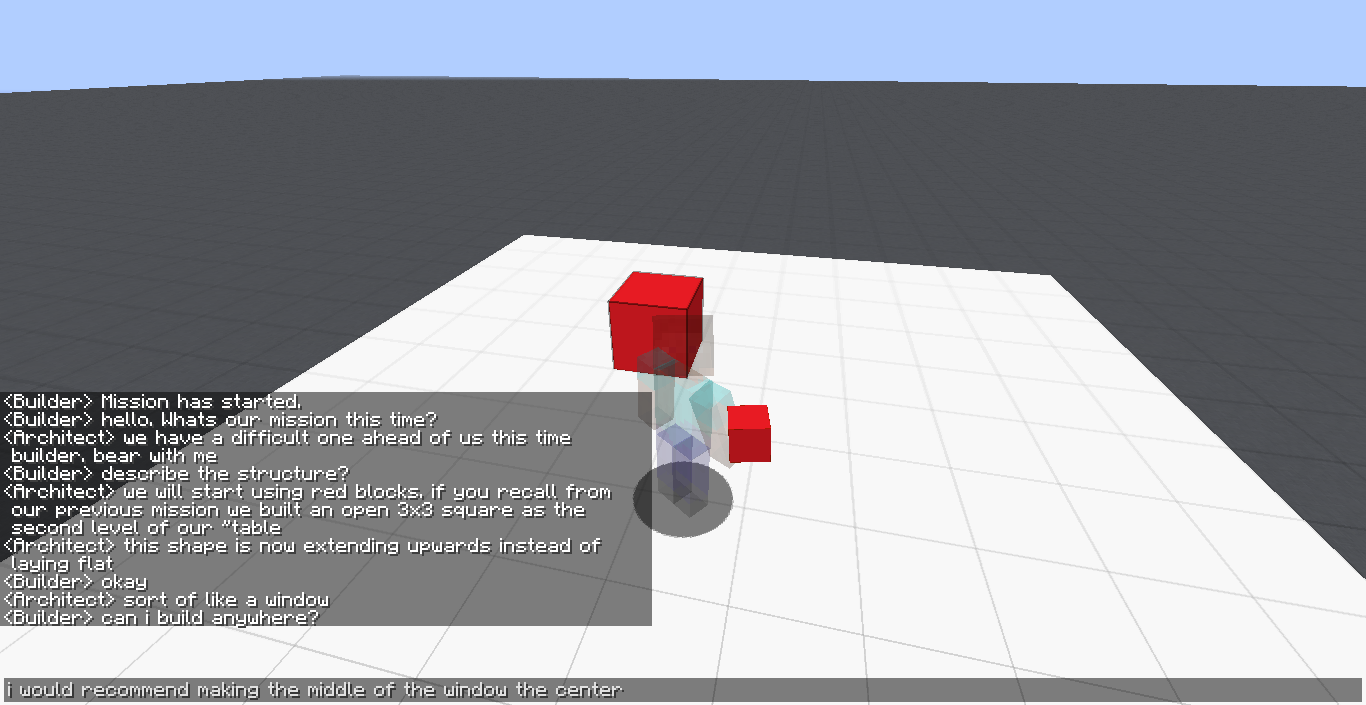 <Builder> Mission has started.
<Builder> hello. Whats our mission this time?
<Architect> we have a difficult one ahead of us this time
builder. bear with me
<Builder> describe the structure?
<Architect> we will start using red blocks. if you recall from
our previous mission we built an open 3x3 square as the
second level of our "table
<Architect> this shape is now extending upwards instead of
laying flat
<Builder> okay
<Architect> sort of like a window
<Builder> can i build anywhere?
i would recommend making the middle of the window the center